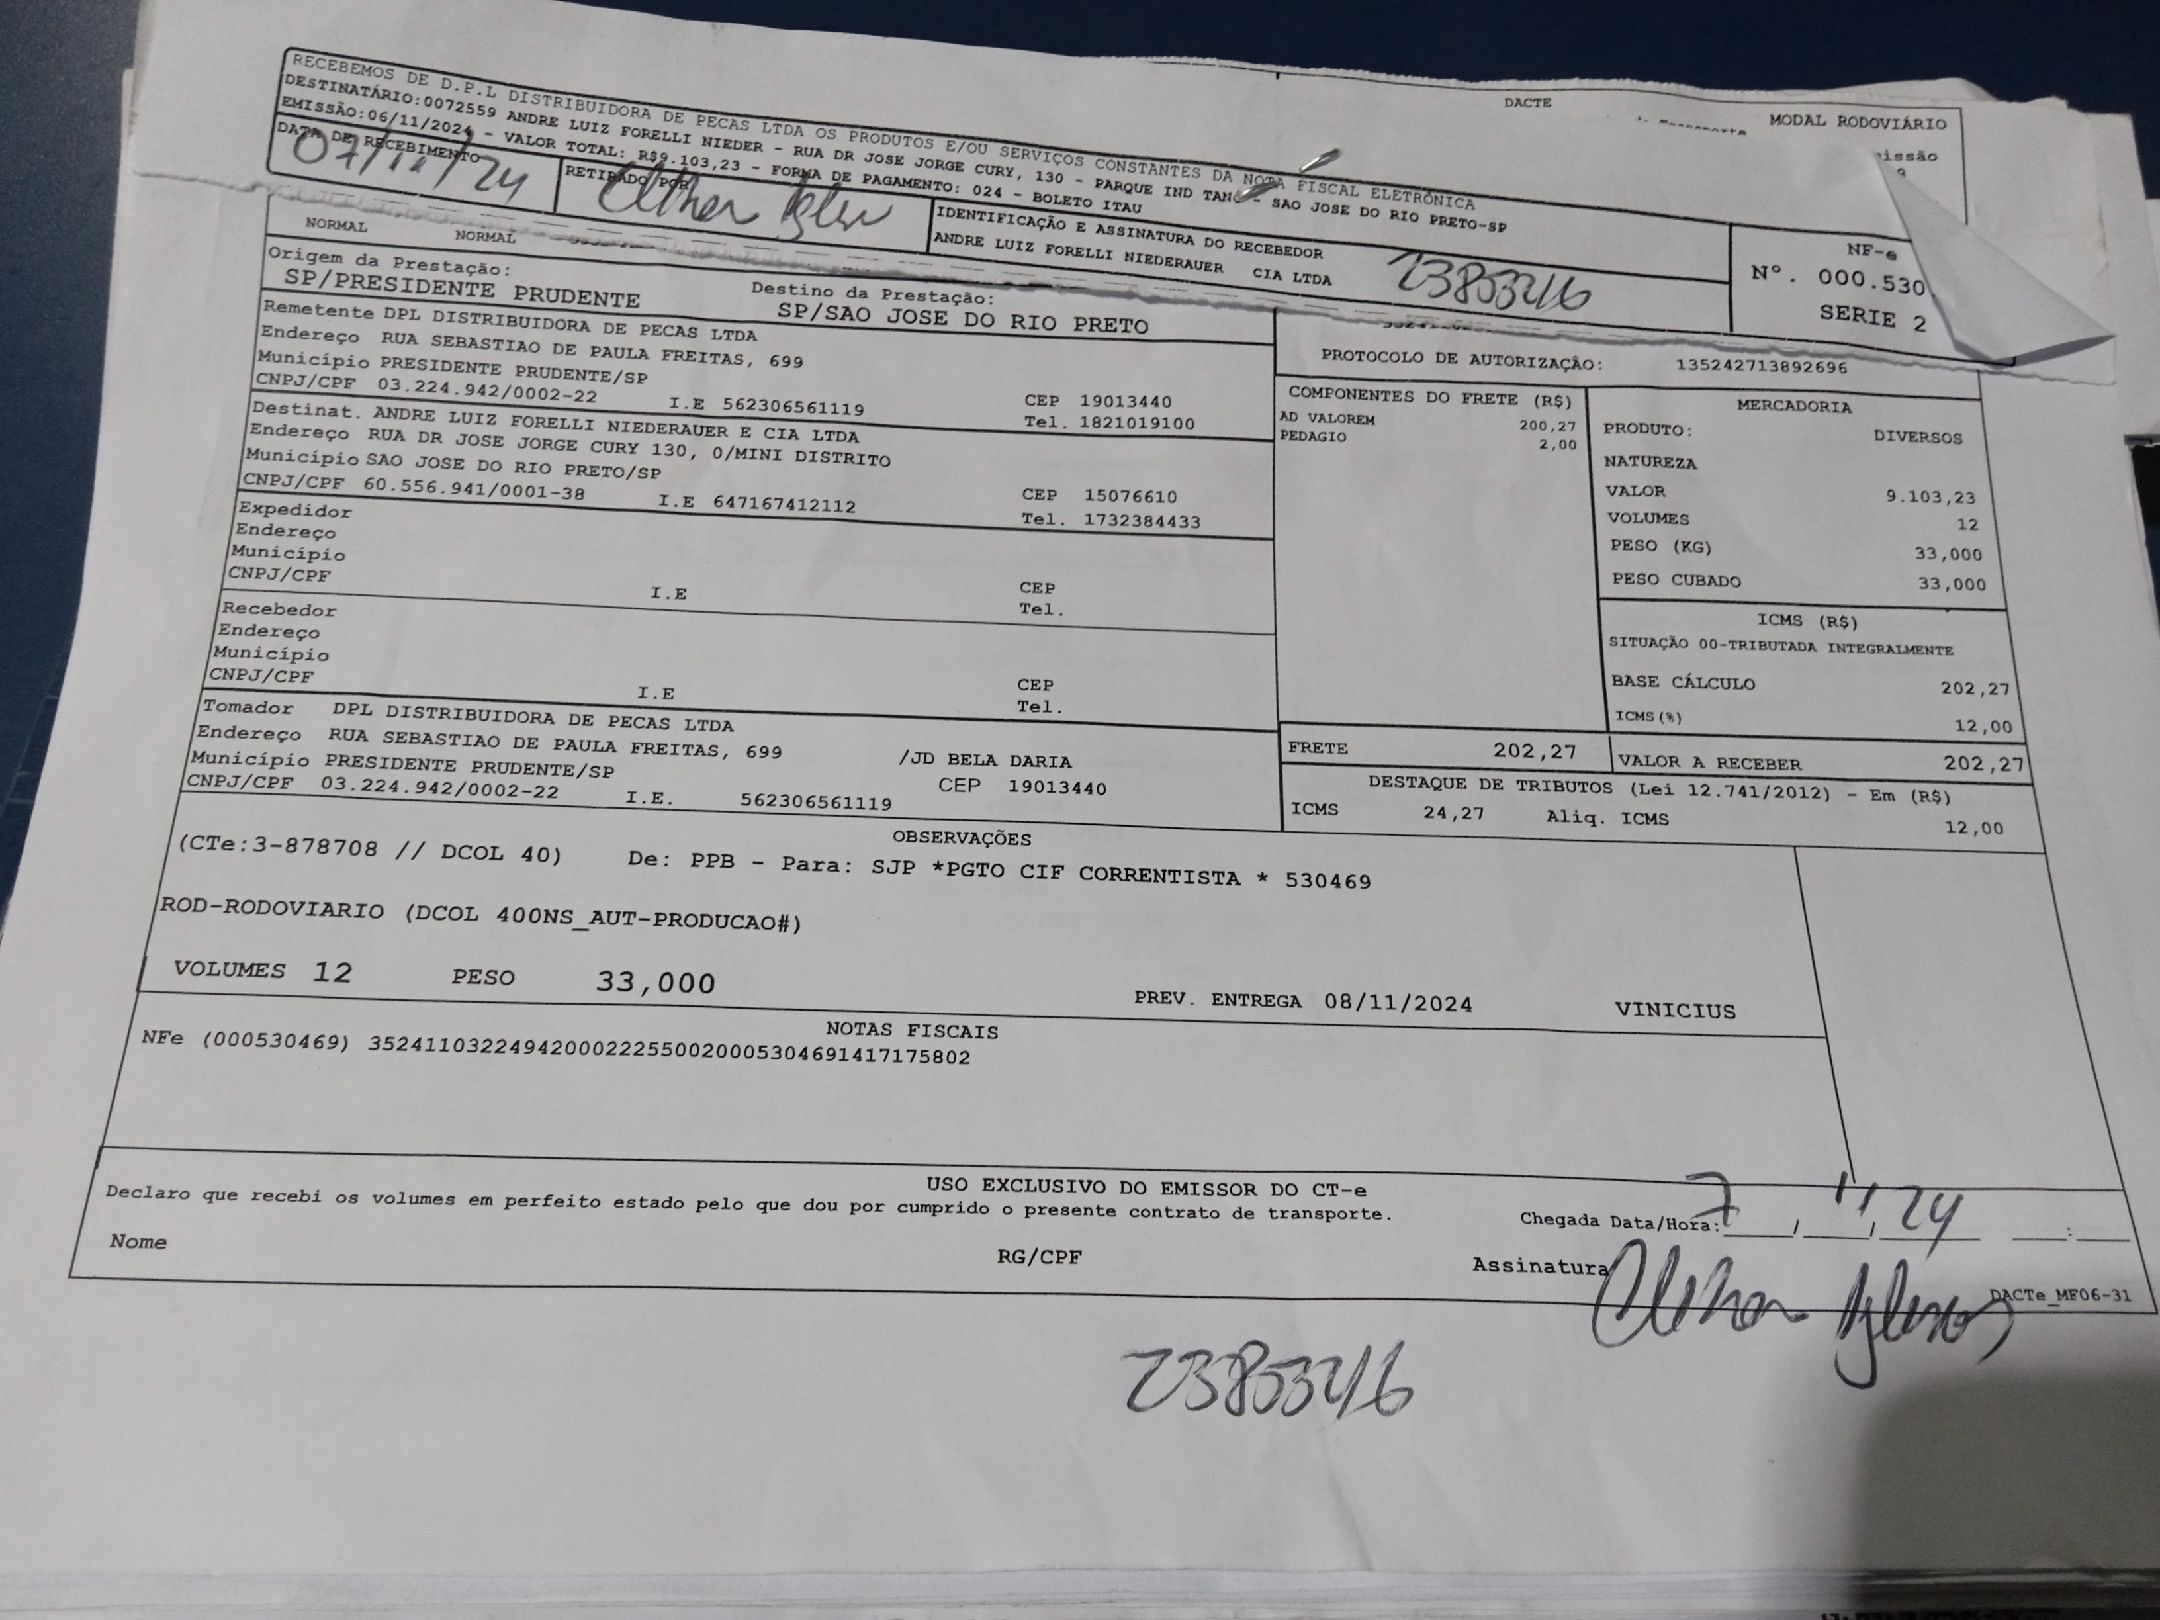 DACTE
MODAL RODOVIÁRIO
RECEBEMOS DE D.P.L DISTRIBUIDORA DE PECAS LTDA OS PRODUTOS E/OU SERVIÇOS CONSTANTES DA NOTA FISCAL ELETRÔNICA
DESTINATÁRIO:0072559 ANDRE LUIZ FORELLI NIEDER - RUA DR JOSE JORGE CURY, 130 - PARQUE IND - SAO JOSE DO RIO PRETO-SP
EMISSÃO:06/11/2024 - VALOR TOTAL: R$9.103,23 - FORMA DE PAGAMENTO: 024 - BOLETO ITAU
DATA DE RECEBIMENTO
07/11/24
RETIRADO POR
IDENTIFICAÇÃO E ASSINATURA DO RECEBEDOR
ANDRE LUIZ FORELLI NIEDERAUER CIA LTDA
23853216
NF-e
Nº. 000.530
SERIE 2
NORMAL NORMAL
Origem da Prestação:
SP/PRESIDENTE PRUDENTE
Destino da Prestação:
SP/SAO JOSE DO RIO PRETO
PROTOCOLO DE AUTORIZAÇÃO: 135242713892696
Remetente DPL DISTRIBUIDORA DE PECAS LTDA
Endereço RUA SEBASTIAO DE PAULA FREITAS, 699
Município PRESIDENTE PRUDENTE/SP CEP 19013440
CNPJ/CPF 03.224.942/0002-22 I.E 562306561119 Tel. 1821019100
Destinat. ANDRE LUIZ FORELLI NIEDERAUER E CIA LTDA
Endereço RUA DR JOSE JORGE CURY 130, 0/MINI DISTRITO
Município SAO JOSE DO RIO PRETO/SP CEP 15076610
CNPJ/CPF 60.556.941/0001-38 I.E 647167412112 Tel. 1732384433
Expedidor
Endereço
Município CEP
CNPJ/CPF I.E Tel.
Recebedor
Endereço
Município CEP
CNPJ/CPF I.E Tel.
Tomador DPL DISTRIBUIDORA DE PECAS LTDA
Endereço RUA SEBASTIAO DE PAULA FREITAS, 699 /JD BELA DARIA
Município PRESIDENTE PRUDENTE/SP CEP 19013440
CNPJ/CPF 03.224.942/0002-22 I.E. 562306561119
COMPONENTES DO FRETE (R$)
AD VALOREM 200,27
PEDAGIO 2,00
MERCADORIA
PRODUTO: DIVERSOS
NATUREZA
VALOR 9.103,23
VOLUMES 12
PESO (KG) 33,000
PESO CUBADO 33,000
ICMS (R$)
SITUAÇÃO 00-TRIBUTADA INTEGRALMENTE
BASE CÁLCULO 202,27
ICMS(%) 12,00
FRETE 202,27 VALOR A RECEBER 202,27
DESTAQUE DE TRIBUTOS (Lei 12.741/2012) - Em (R$)
ICMS 24,27 Aliq. ICMS 12,00
OBSERVAÇÕES
(CTe:3-878708 // DCOL 40) De: PPB - Para: SJP *PGTO CIF CORRENTISTA * 530469
ROD-RODOVIARIO (DCOL 400NS_AUT-PRODUCAO#)
VOLUMES 12 PESO 33,000 PREV. ENTREGA 08/11/2024 VINICIUS
NOTAS FISCAIS
NFe (000530469) 35241103224942000222550020005304691417175802
USO EXCLUSIVO DO EMISSOR DO CT-e
Declaro que recebi os volumes em perfeito estado pelo que dou por cumprido o presente contrato de transporte.
Chegada Data/Hora: 7/11/24
Nome RG/CPF Assinatura
DACTe_MF06-31
23853216